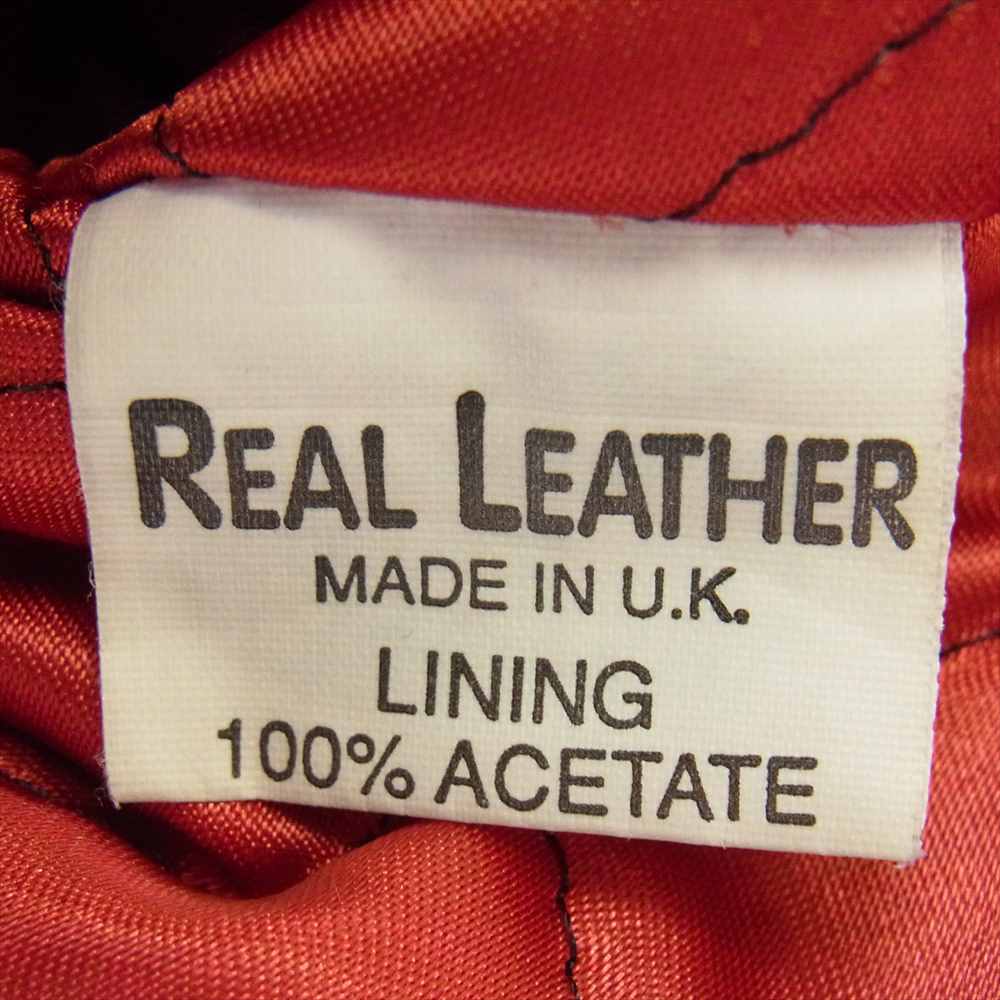 REAL LEATHER
MADE IN U.K.
LINING
100% ACETATE